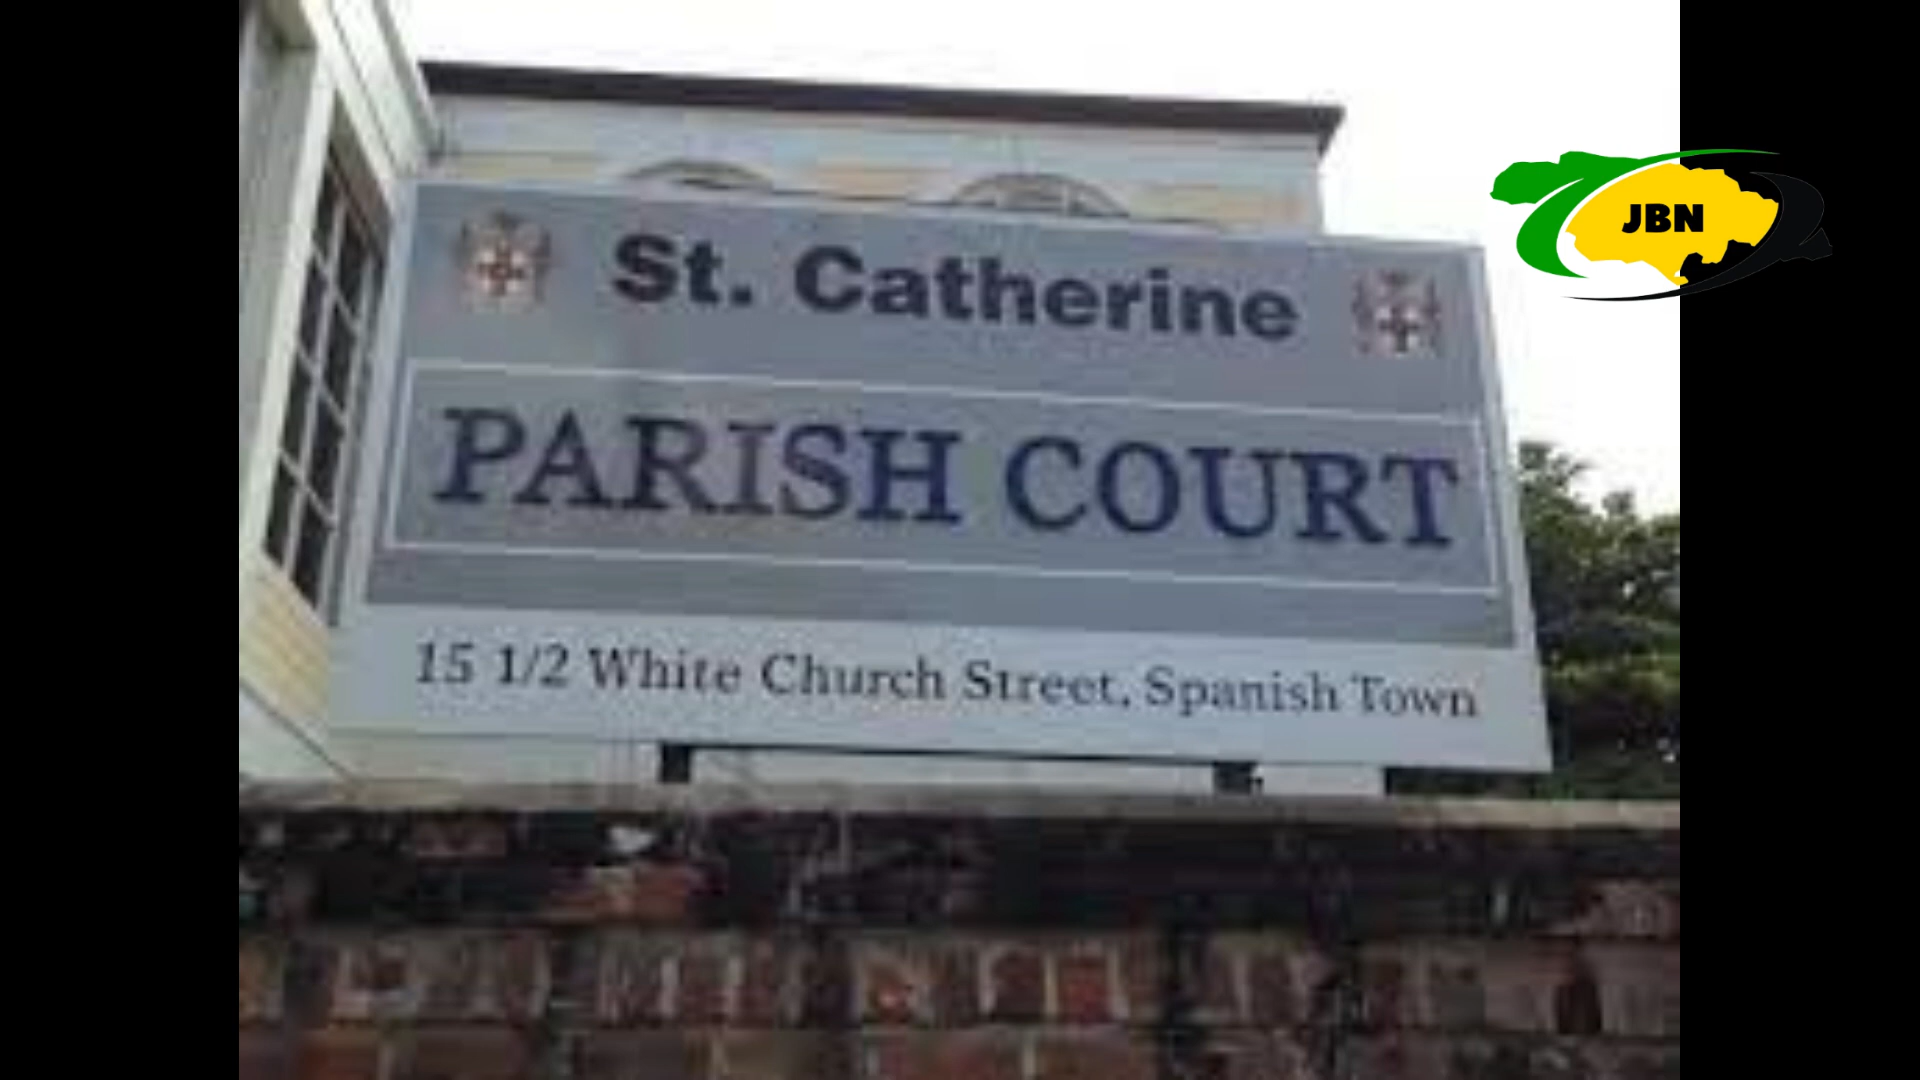 St. Catherine
PARISH COURT
15 1/2 White Church Street, Spanish Town
JBN